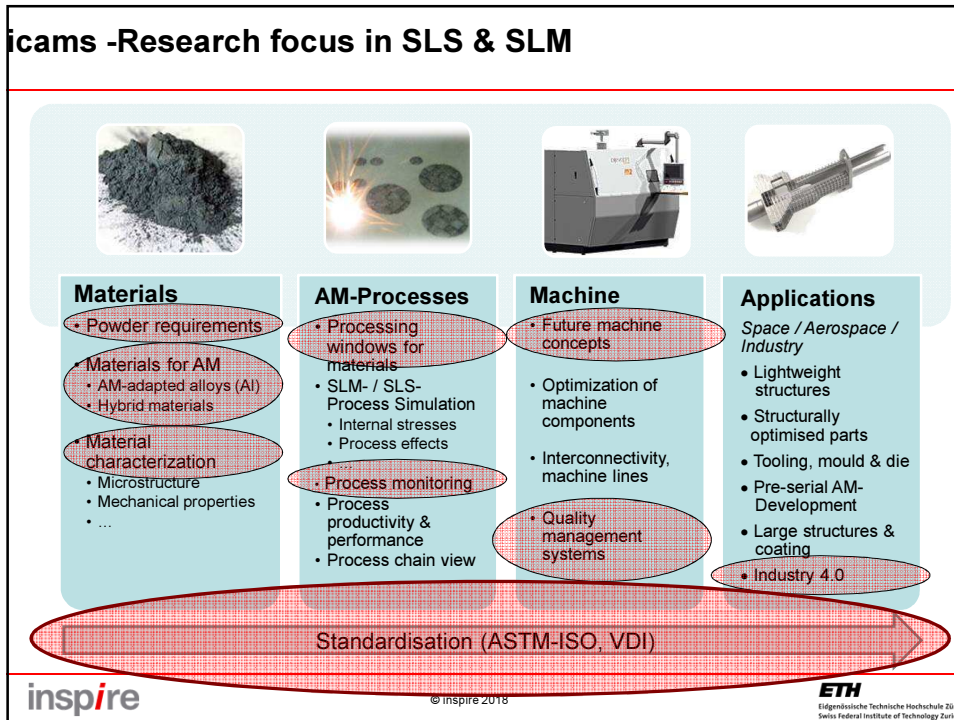 icams -Research focus in SLS & SLM
Materials
• Powder requirements
• Materials for AM
• AM-adapted alloys (Al)
• Hybrid materials
• Material
characterization
• Microstructure
• Mechanical properties
• ...
AM-Processes
• Processing
windows for
materials
• SLM- / SLS-
Process Simulation
• Internal stresses
• Process effects
• ...
• Process monitoring
• Process
productivity &
performance
• Process chain view
Machine
• Future machine
concepts
• Optimization of
machine
components
• Interconnectivity,
machine lines
• Quality
management
systems
Applications
Space / Aerospace /
Industry
• Lightweight
structures
• Structurally
optimised parts
• Tooling, mould & die
• Pre-serial AM-
Development
• Large structures &
coating
• Industry 4.0
Standardisation (ASTM-ISO, VDI)
inspire
© inspire 2018
ETH
Eidgenössische Technische Hochschule Zü
Swiss Federal Institute of Technology Zuri